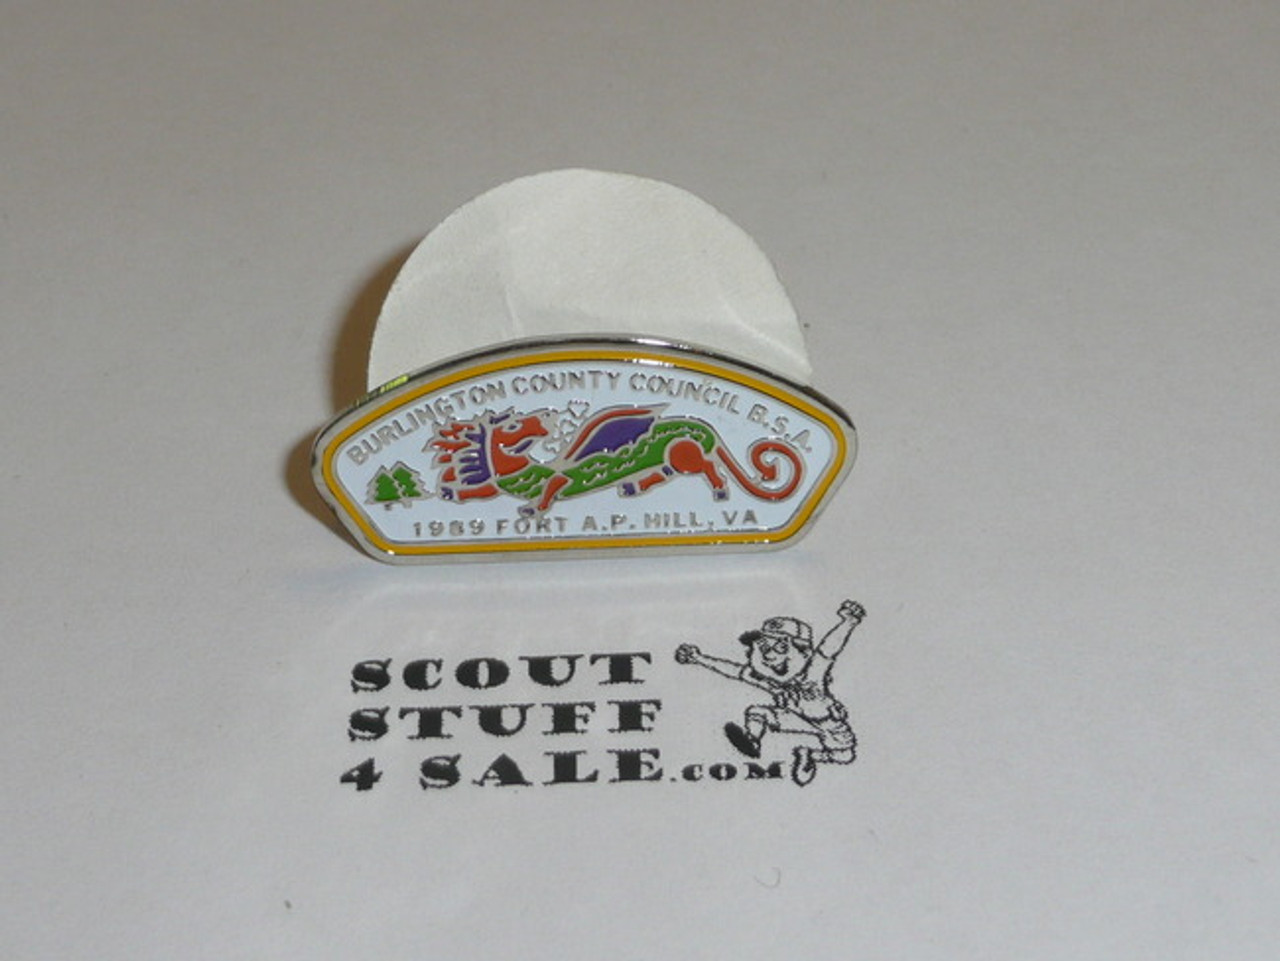 BURLINGTON COUNTY COUNCIL B.S.A.
1989 FORT A.P. HILL, VA
SCOUT
STUFF
4 SALE.COM